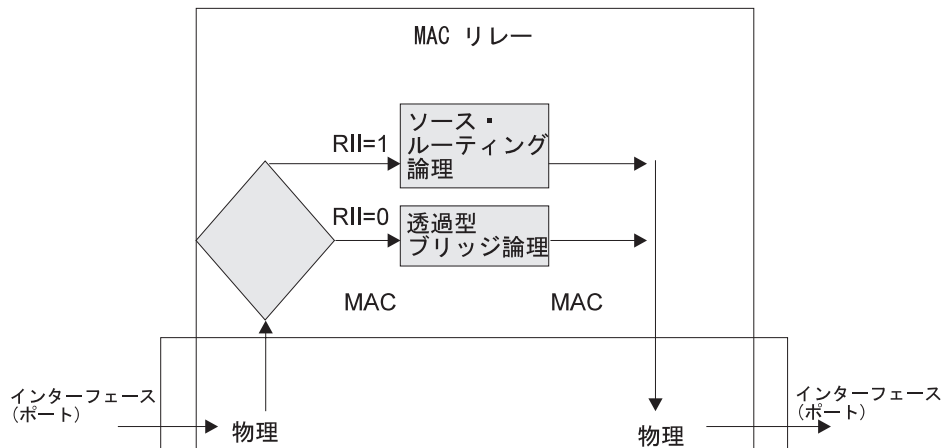 MAC リレー
RII=1
ソース・
ルーティング
論理
RII=0
透過型
ブリッジ論理
MAC
MAC
インターフェース
(ポート)
物理
物理
インターフェース
(ポート)